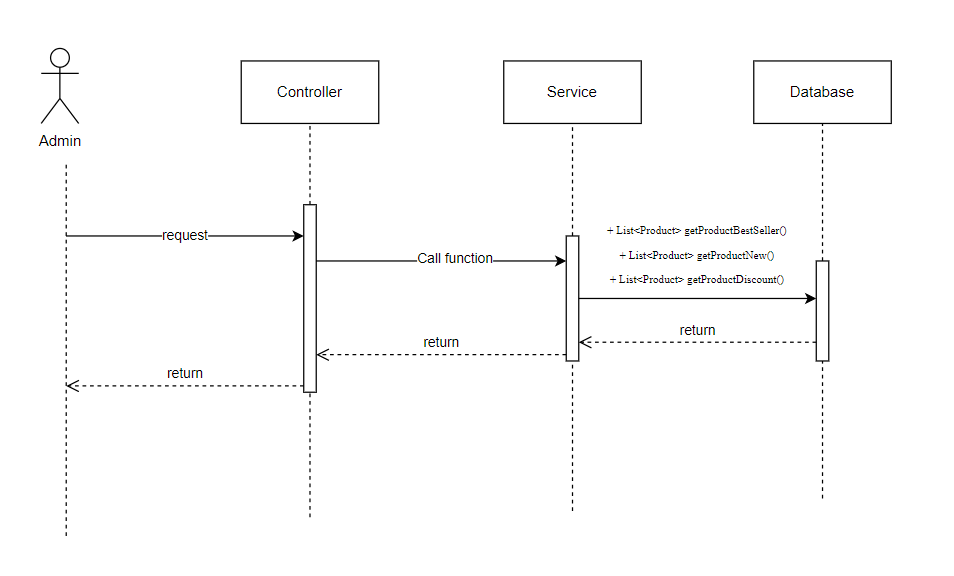 Controller
Service
Database
Admin
request
Call function
+ List<Product> getProductBestSeller()
+ List<Product> getProductNew()
+ List<Product> getProductDiscount()
return
return
return